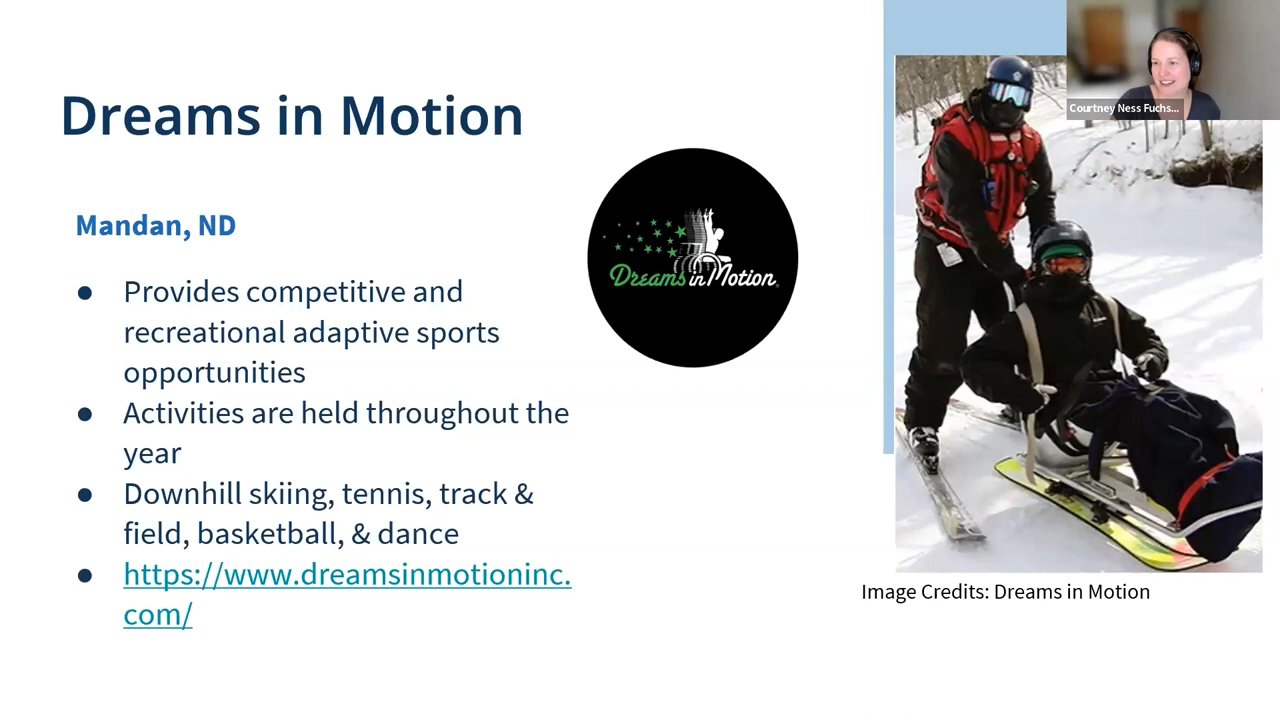 Dreams in Motion
Mandan, ND
● Provides competitive and
recreational adaptive sports
opportunities
● Activities are held throughout the
year
● Downhill skiing, tennis, track &
field, basketball, & dance
● https://www.dreamsinmotioninc.
com/
Dreams in Motion
Courtney Ness Fuchs...
Image Credits: Dreams in Motion